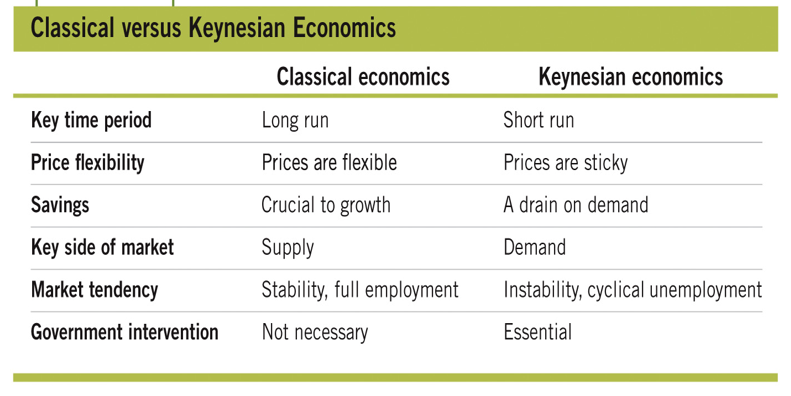 Classical versus Keynesian Economics
Classical economics Keynesian economics
Key time period Long run Short run
Price flexibility Prices are flexible Prices are sticky
Savings Crucial to growth A drain on demand
Key side of market Supply Demand
Market tendency Stability, full employment Instability, cyclical unemployment
Government intervention Not necessary Essential